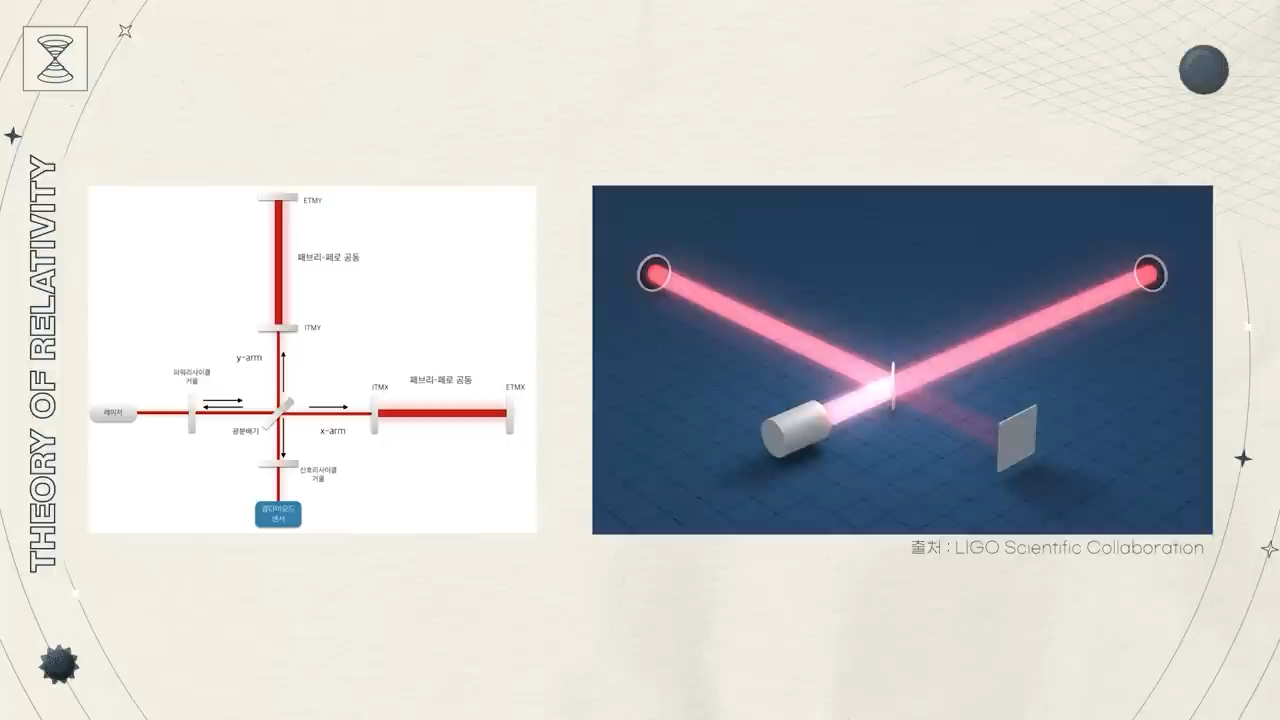 THEORY OF RELATIVITY
ETMY
패브리-페로 공동
ITMY
y-arm
파워리사이클
거울
패브리-페로 공동
ITMX
ETMX
레이저
광분배기
x-arm
신호리사이클
거울
광다이오드
센서
출처 : LIGO Scientific Collaboration